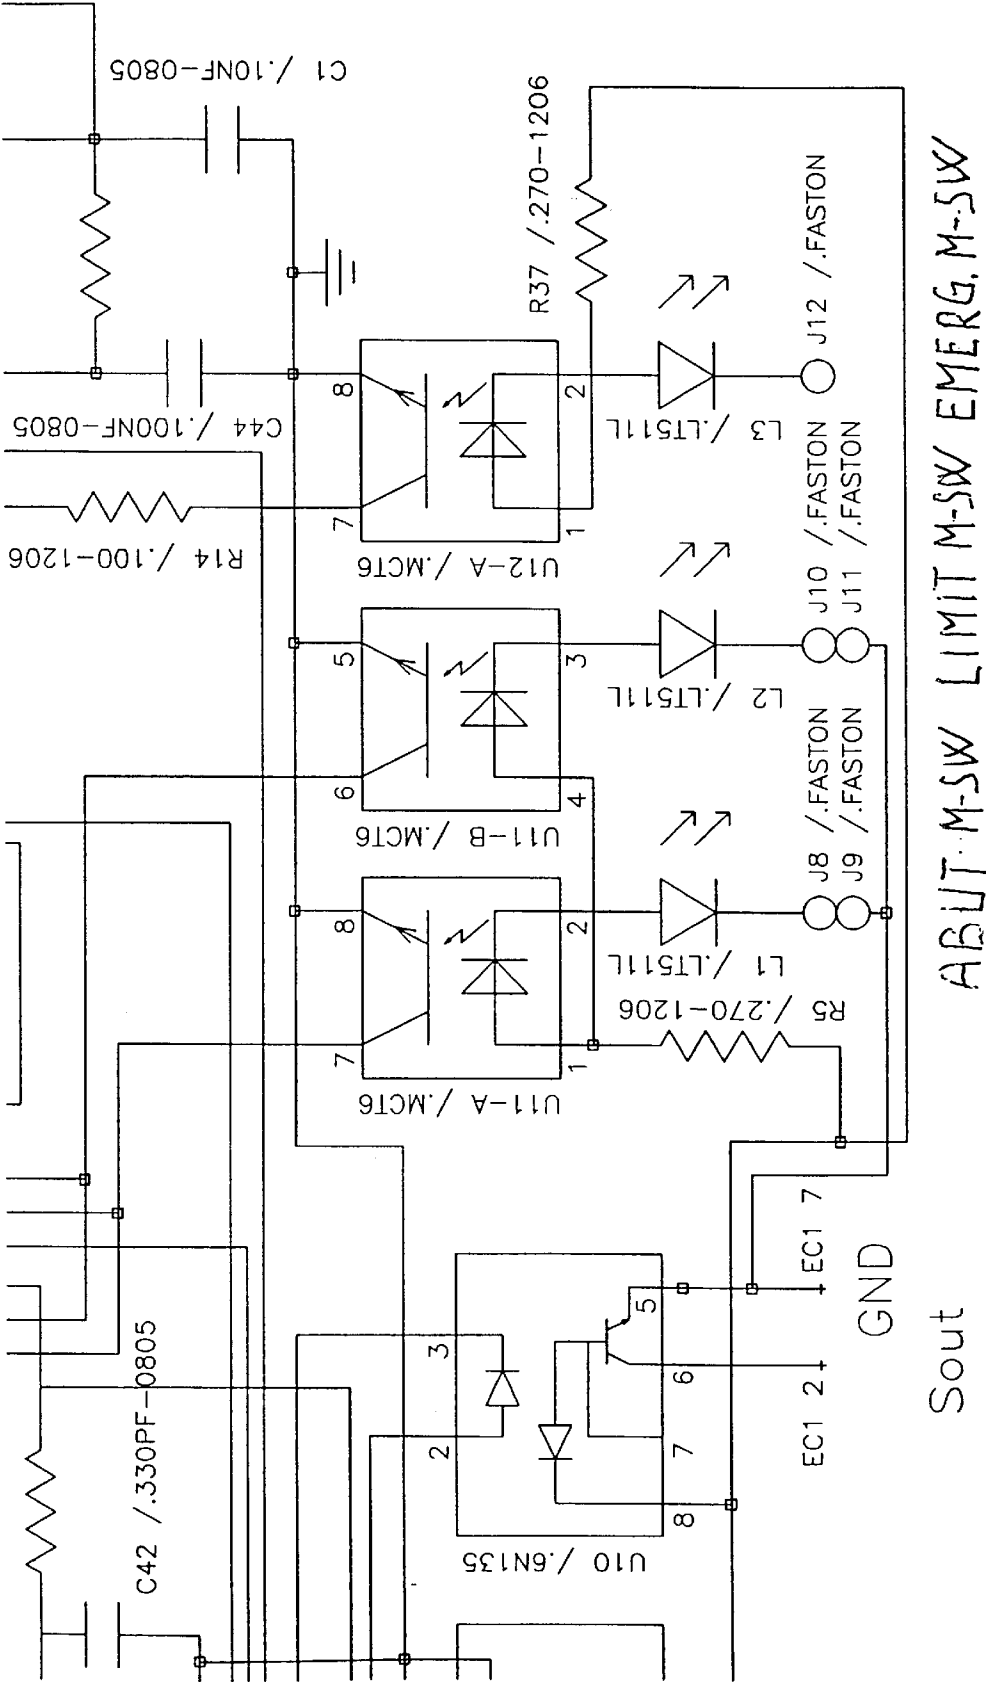 C1 /.10NF-0805
C44 /.100NF-0805
R14 /.100-1206
R37 /.270-1206
8
7
2
1
U12-A /.MCT6
L3 /.LT511L
J12 /.FASTON
5
6
3
4
U11-B /.MCT6
L2 /.LT511L
J10 /.FASTON
J11 /.FASTON
8
7
2
1
U11-A /.MCT6
L1 /.LT511L
J8 /.FASTON
J9 /.FASTON
R5 /.270-1206
C42 /.330PF-0805
3
2
5
6
7
8
U10 /.6N135
EC1 7
EC1 2
GND
Sout
ABUT M-SW LIMIT M-SW EMERG. M-SW